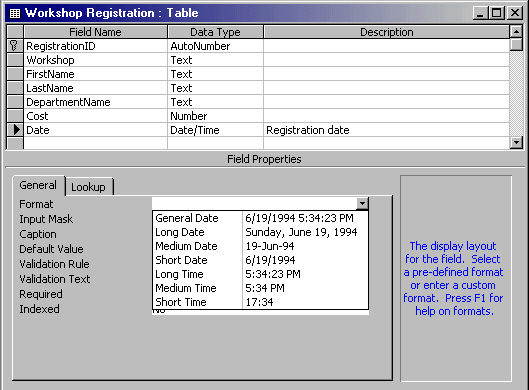 Workshop Registration : Table
Field Name Data Type Description
RegistrationID AutoNumber
Workshop Text
FirstName Text
LastName Text
DepartmentName Text
Cost Number
Date Date/Time Registration date
Field Properties
General Lookup
Format
Input Mask General Date 6/19/1994 5:34:23 PM
Caption Long Date Sunday, June 19, 1994
Default Value Medium Date 19-Jun-94
Validation Rule Short Date 6/19/1994
Validation Text Long Time 5:34:23 PM
Required Medium Time 5:34 PM
Indexed Short Time 17:34
No
The display layout
for the field. Select
a pre-defined format
or enter a custom
format. Press F1 for
help on formats.